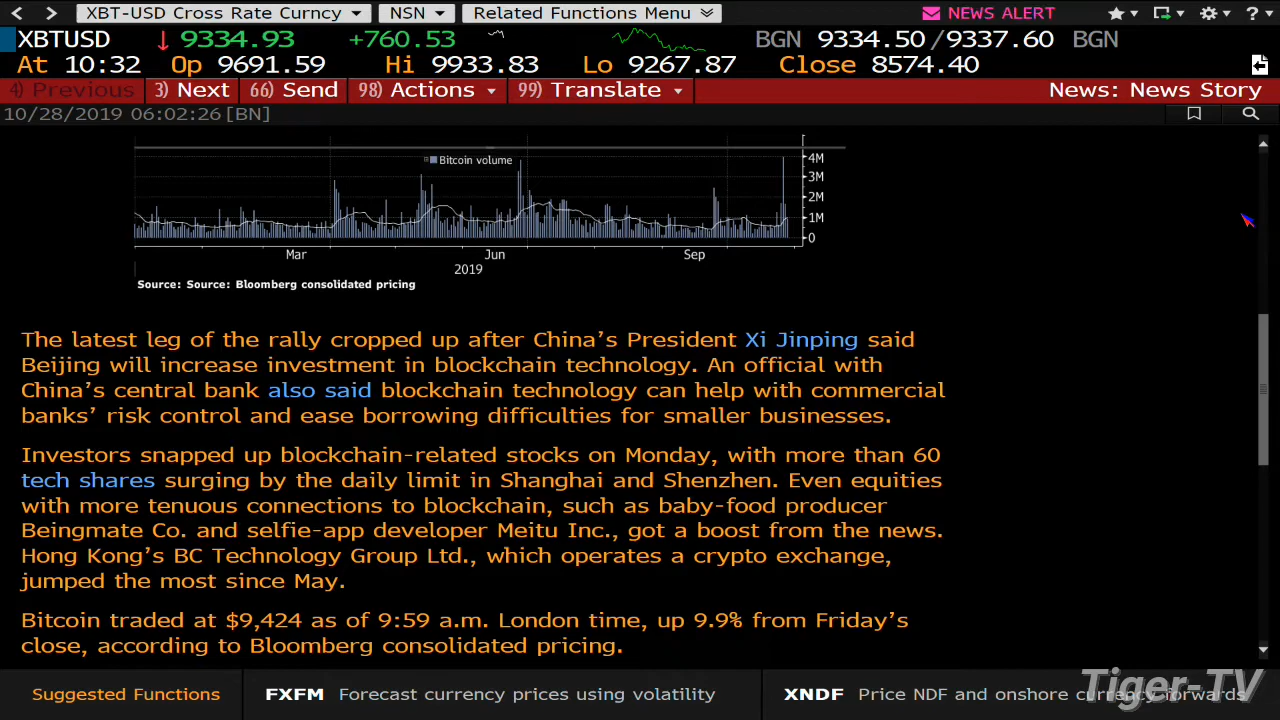 XBT-USD Cross Rate Curncy NSN Related Functions Menu NEWS ALERT ?
XBTUSD 9334.93 +760.53 BGN 9334.50/9337.60 BGN
At 10:32 Op 9691.59 Hi 9933.83 Lo 9267.87 Close 8574.40
4) Previous 3) Next 66) Send 98) Actions 99) Translate News: News Story
10/28/2019 06:02:26 [BN]
Bitcoin volume
4M
3M
2M
1M
0
Mar Jun Sep
2019
Source: Source: Bloomberg consolidated pricing
The latest leg of the rally cropped up after China's President Xi Jinping said
Beijing will increase investment in blockchain technology. An official with
China's central bank also said blockchain technology can help with commercial
banks' risk control and ease borrowing difficulties for smaller businesses.
Investors snapped up blockchain-related stocks on Monday, with more than 60
tech shares surging by the daily limit in Shanghai and Shenzhen. Even equities
with more tenuous connections to blockchain, such as baby-food producer
Beingmate Co. and selfie-app developer Meitu Inc., got a boost from the news.
Hong Kong's BC Technology Group Ltd., which operates a crypto exchange,
jumped the most since May.
Bitcoin traded at $9,424 as of 9:59 a.m. London time, up 9.9% from Friday's
close, according to Bloomberg consolidated pricing.
Suggested Functions FXFM Forecast currency prices using volatility XNDF Price NDF and onshore currency forwards
Tiger-TV